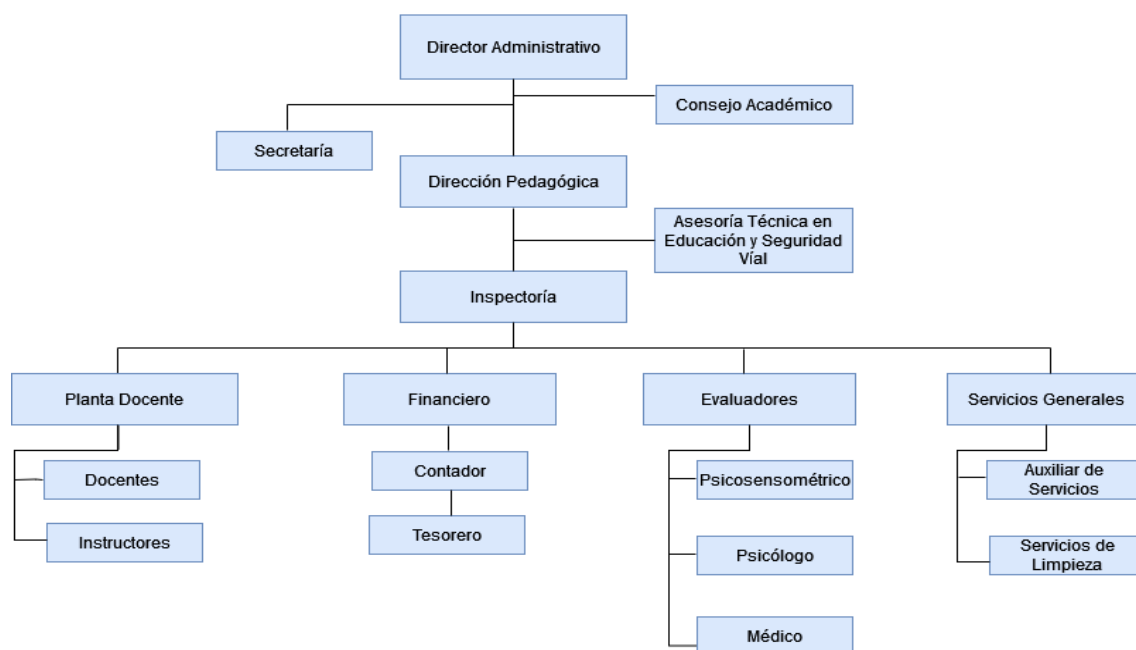 Director Administrativo
Consejo Académico
Secretaría
Dirección Pedagógica
Asesoría Técnica en
Educación y Seguridad
Víal
Inspectoría
Planta Docente
Financiero
Evaluadores
Servicios Generales
Docentes
Instructores
Contador
Tesorero
Psicosensométrico
Psicólogo
Médico
Auxiliar de
Servicios
Servicios de
Limpieza